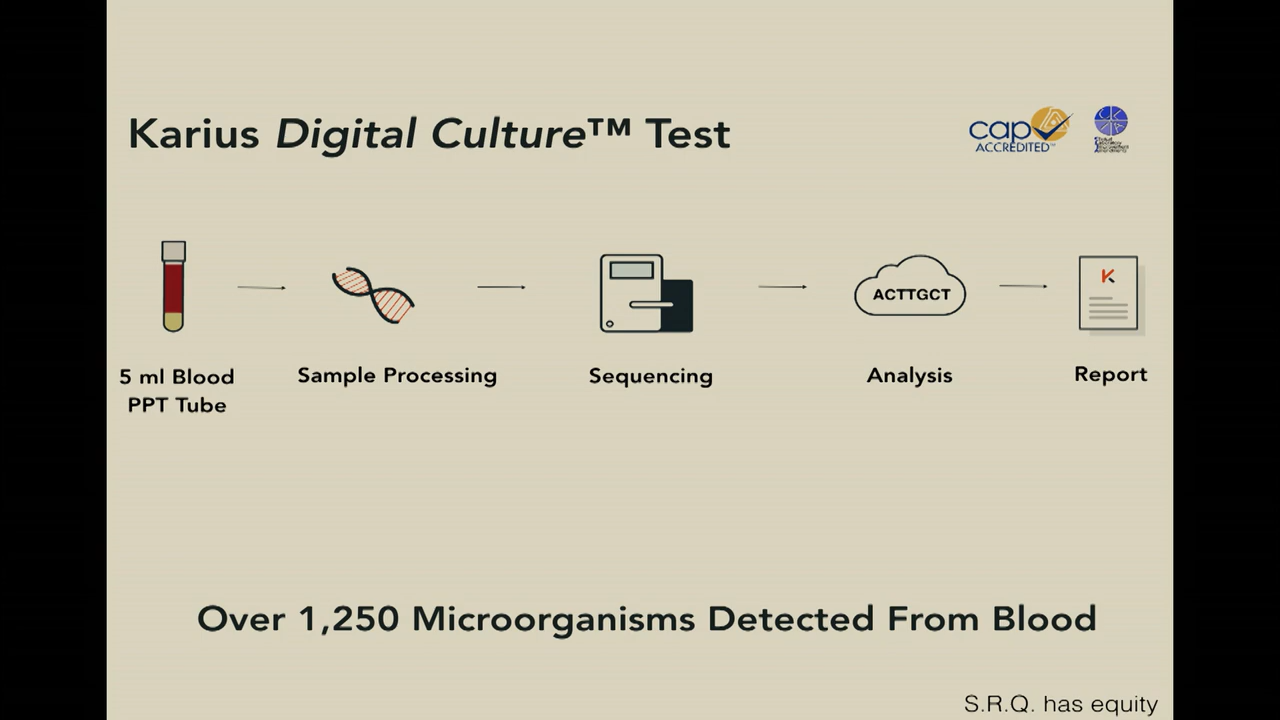 Karius Digital Culture™ Test
cap
ACCREDITED™
ACTTGCT
K
5 ml Blood
PPT Tube
Sample Processing
Sequencing
Analysis
Report
Over 1,250 Microorganisms Detected From Blood
S.R.Q. has equity